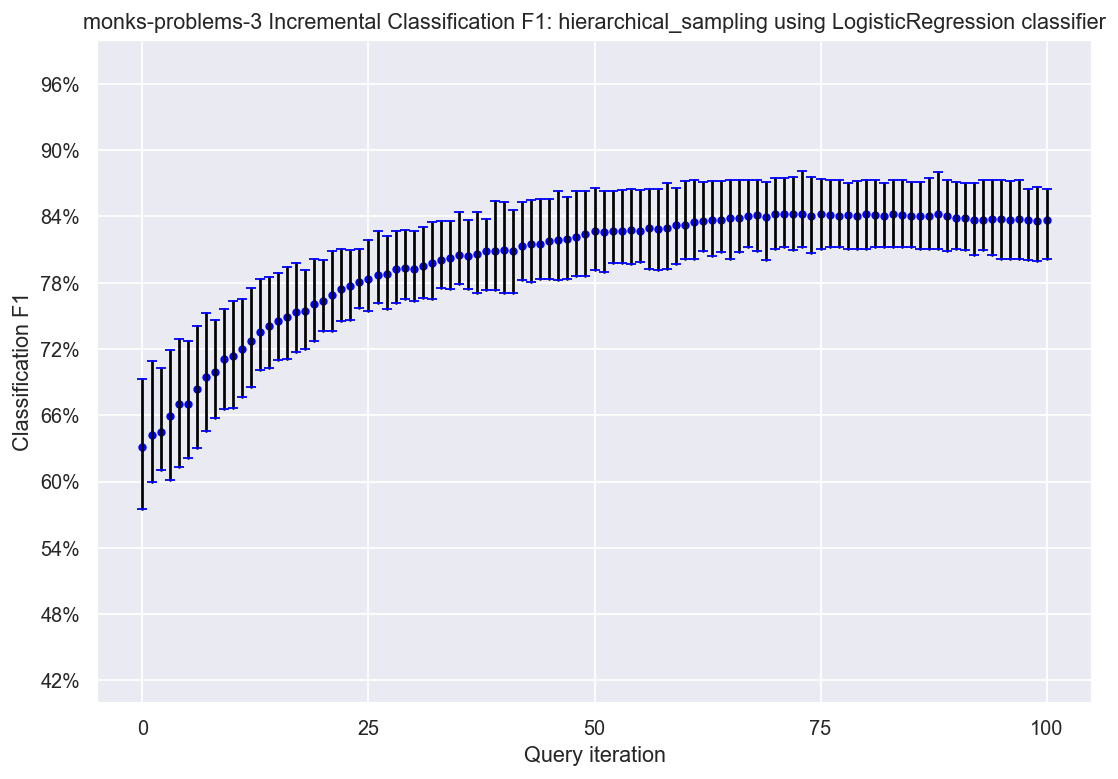 monks-problems-3 Incremental Classification F1: hierarchical_sampling using LogisticRegression classifier
96%
90%
84%
78%
72%
66%
60%
54%
48%
42%
Classification F1
0 25 50 75 100
Query iteration